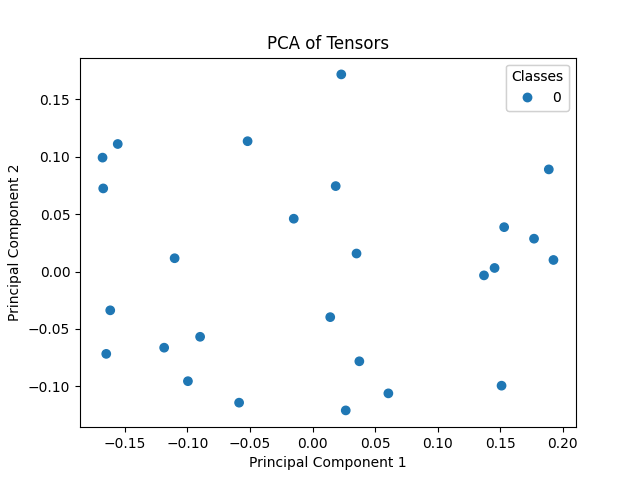 PCA of Tensors
Classes
0
Principal Component 2
0.15
0.10
0.05
0.00
−0.05
−0.10
−0.15 −0.10 −0.05 0.00 0.05 0.10 0.15 0.20
Principal Component 1